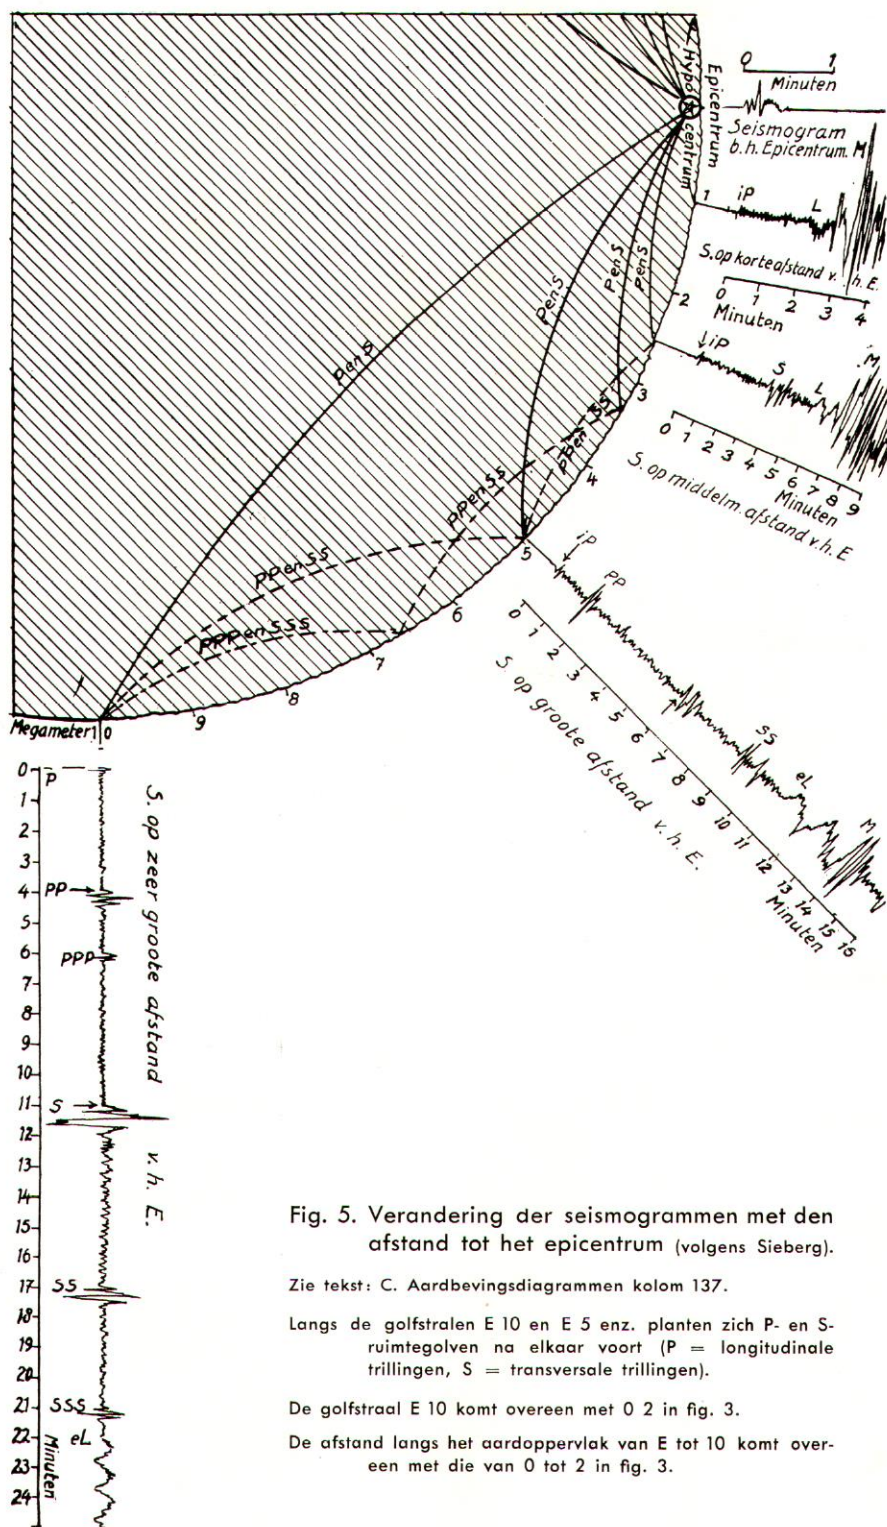 Hypocentrum
Epicentrum
0 1
Minuten
Seismogram
b.h. Epicentrum. M
1
iP L
S. op korte afstand v. h. E.
0 1 2 3 4
Minuten
2
iP S L M
0 1 2 3 4 5 6 7 8 9
Minuten
S. op middelm. afstand v. h. E
3
4
P en S
P en S
P en S
P en S
PP en SS
PP en SS
PP en SS
PPP en SSS
5
iP PP SS eL M
0 1 2 3 4 5 6 7 8 9 10 11 12 13 14 15 16
Minuten
S. op groote afstand v. h. E.
6
7
8
9
Megameter 10
0
P
1
2
3
4
PP
5
6
PPP
7
8
9
10
11
S
12
13
14
15
16
17
SS
18
19
20
21
SSS
22
eL
23
24
Minuten
S. op zeer groote afstand v. h. E.
Fig. 5. Verandering der seismogrammen met den
afstand tot het epicentrum (volgens Sieberg).
Zie tekst: C. Aardbevingsdiagrammen kolom 137.
Langs de golfstralen E 10 en E 5 enz. planten zich P- en S-
ruimtegolven na elkaar voort (P = longitudinale
trillingen, S = transversale trillingen).
De golfstraal E 10 komt overeen met 0 2 in fig. 3.
De afstand langs het aardoppervlak van E tot 10 komt over-
een met die van 0 tot 2 in fig. 3.